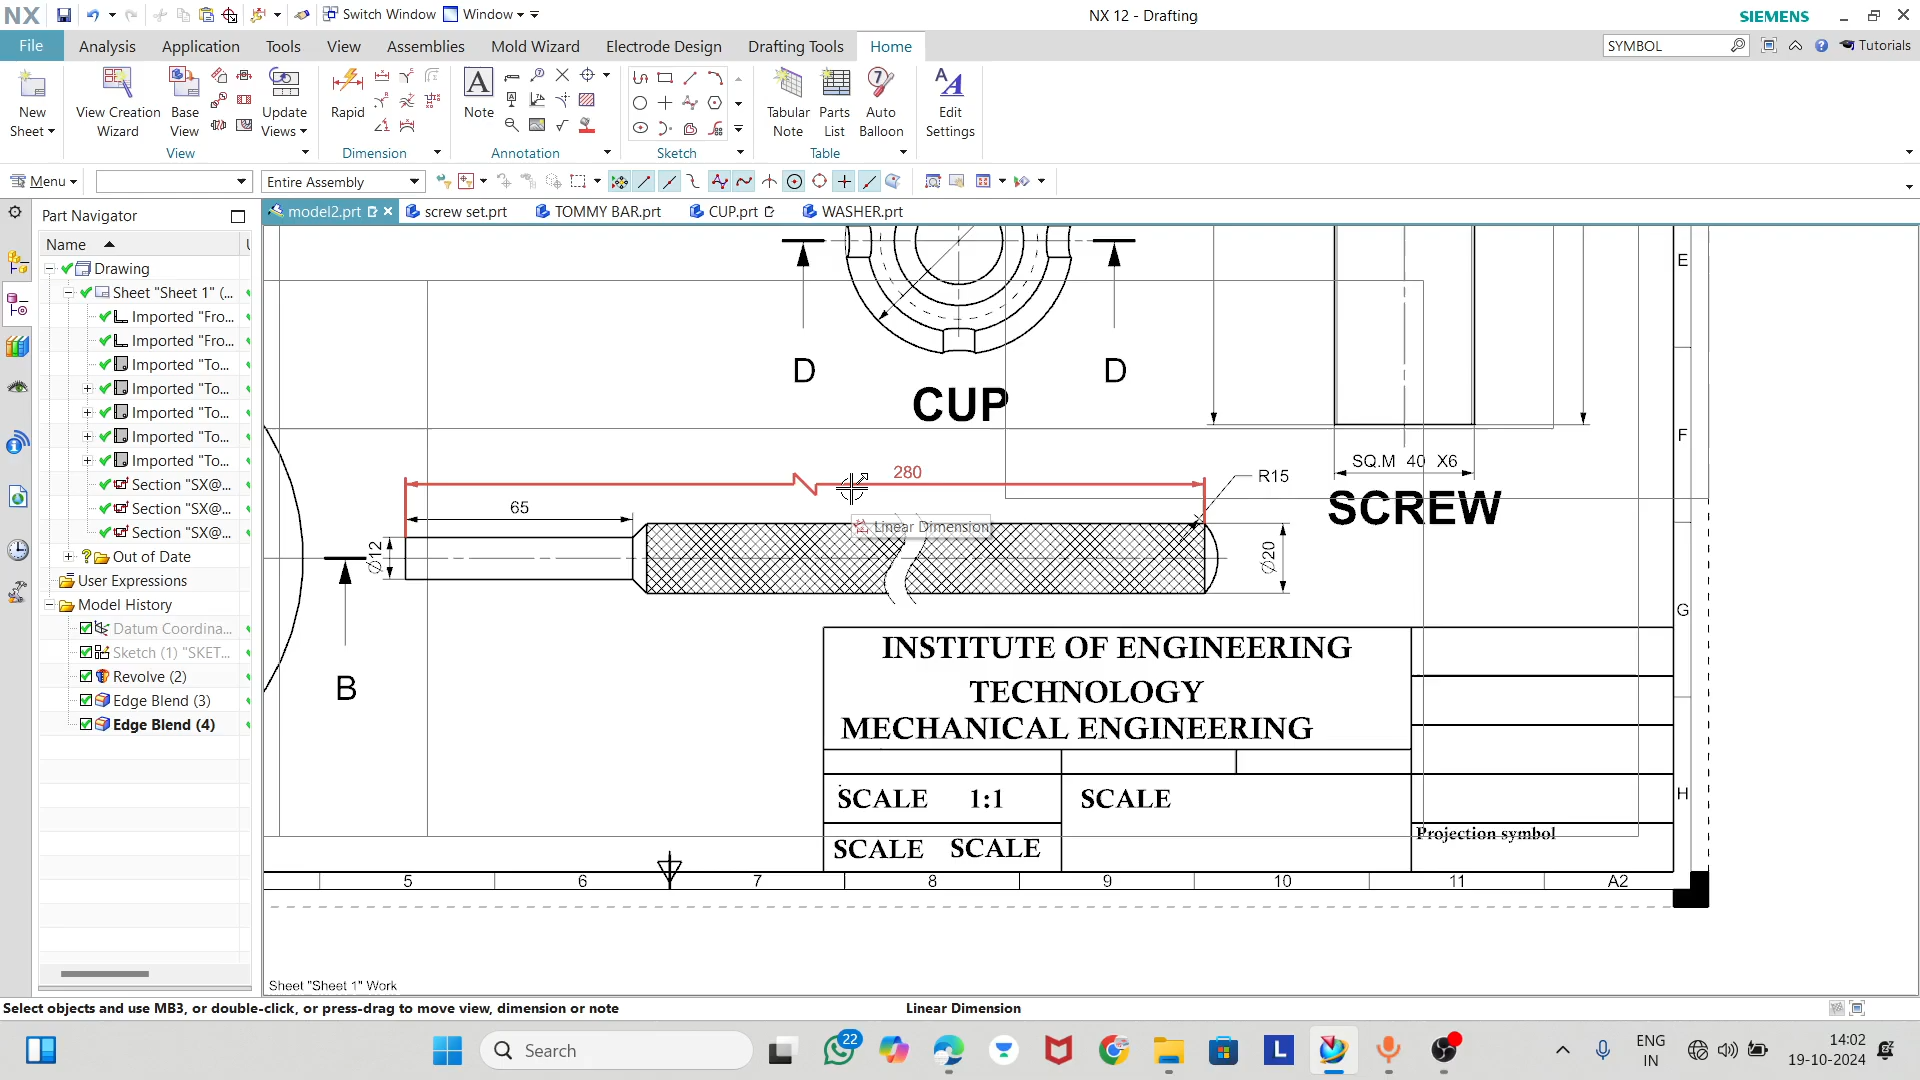 NX
Switch Window
Window
NX 12 - Drafting
SIEMENS
File
Analysis
Application
Tools
View
Assemblies
Mold Wizard
Electrode Design
Drafting Tools
Home
SYMBOL
Tutorials
New
Sheet
View Creation
Wizard
Base
View
Update
Views
Rapid
Note
Tabular
Note
Parts
List
Auto
Balloon
Edit
Settings
View
Dimension
Annotation
Sketch
Table
Menu
Entire Assembly
Part Navigator
model2.prt
screw set.prt
TOMMY BAR.prt
CUP.prt
WASHER.prt
Name
Drawing
Sheet "Sheet 1" (...
Imported "Fro...
Imported "Fro...
Imported "To...
Imported "To...
Imported "To...
Imported "To...
Imported "To...
Section "SX@...
Section "SX@...
Section "SX@...
Out of Date
User Expressions
Model History
Datum Coordina...
Sketch (1) "SKET...
Revolve (2)
Edge Blend (3)
Edge Blend (4)
D
D
CUP
E
F
G
H
280
65
R15
SQ.M 40 X6
SCREW
Linear Dimension
∅12
∅20
B
INSTITUTE OF ENGINEERING
TECHNOLOGY
MECHANICAL ENGINEERING
SCALE 1:1
SCALE
SCALE SCALE
Projection symbol
5
6
7
8
9
10
11
A2
Sheet "Sheet 1" Work
Select objects and use MB3, or double-click, or press-drag to move view, dimension or note
Linear Dimension
Search
22
L
ENG
IN
14:02
19-10-2024